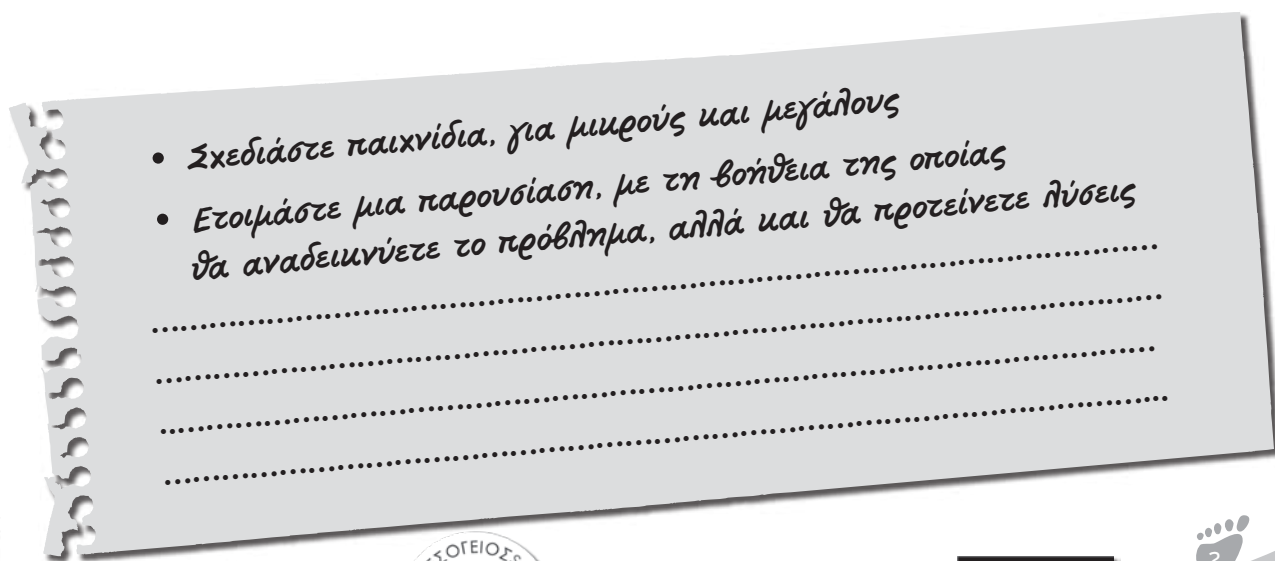 • Σχεδιάστε παιχνίδια, για μικρούς και μεγάλους
• Ετοιμάστε μια παρουσίαση, με τη βοήθεια της οποίας
θα αναδεικνύετε το πρόβλημα, αλλά και θα προτείνετε λύσεις
..........................................................................................
..........................................................................................
..........................................................................................
..........................................................................................